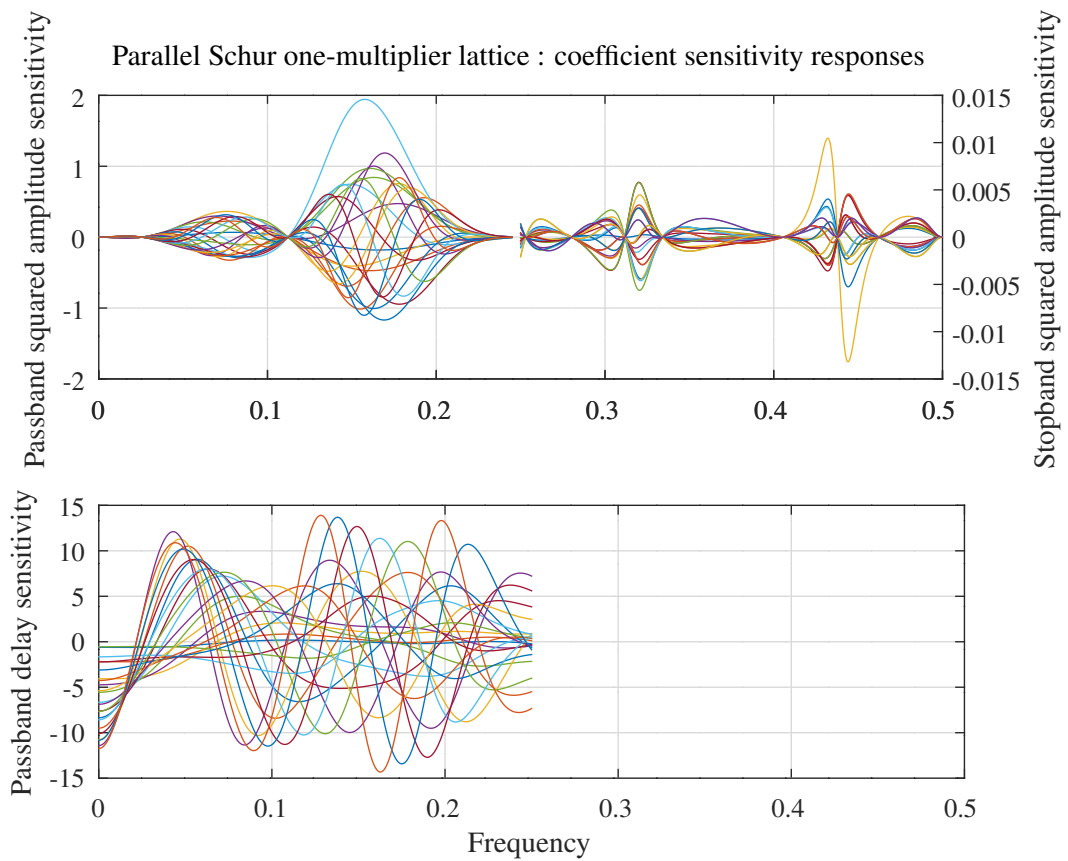 Parallel Schur one-multiplier lattice : coefficient sensitivity responses
Passband squared amplitude sensitivity
2
1
0
-1
-2
Stopband squared amplitude sensitivity
0.015
0.01
0.005
0
-0.005
-0.01
-0.015
0 0.1 0.2 0.3 0.4 0.5
Passband delay sensitivity
15
10
5
0
-5
-10
-15
0 0.1 0.2 0.3 0.4 0.5
Frequency